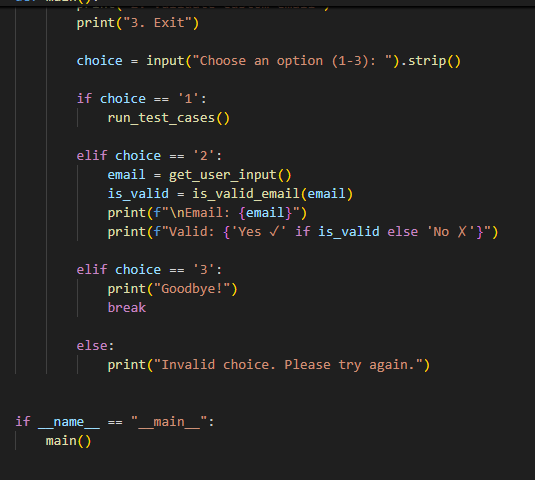 print("3. Exit")
choice = input("Choose an option (1-3): ").strip()
if choice == '1':
run_test_cases()
elif choice == '2':
email = get_user_input()
is_valid = is_valid_email(email)
print(f"\nEmail: {email}")
print(f"Valid: {'Yes ✓' if is_valid else 'No ✗'}")
elif choice == '3':
print("Goodbye!")
break
else:
print("Invalid choice. Please try again.")
if __name__ == "__main__":
main()